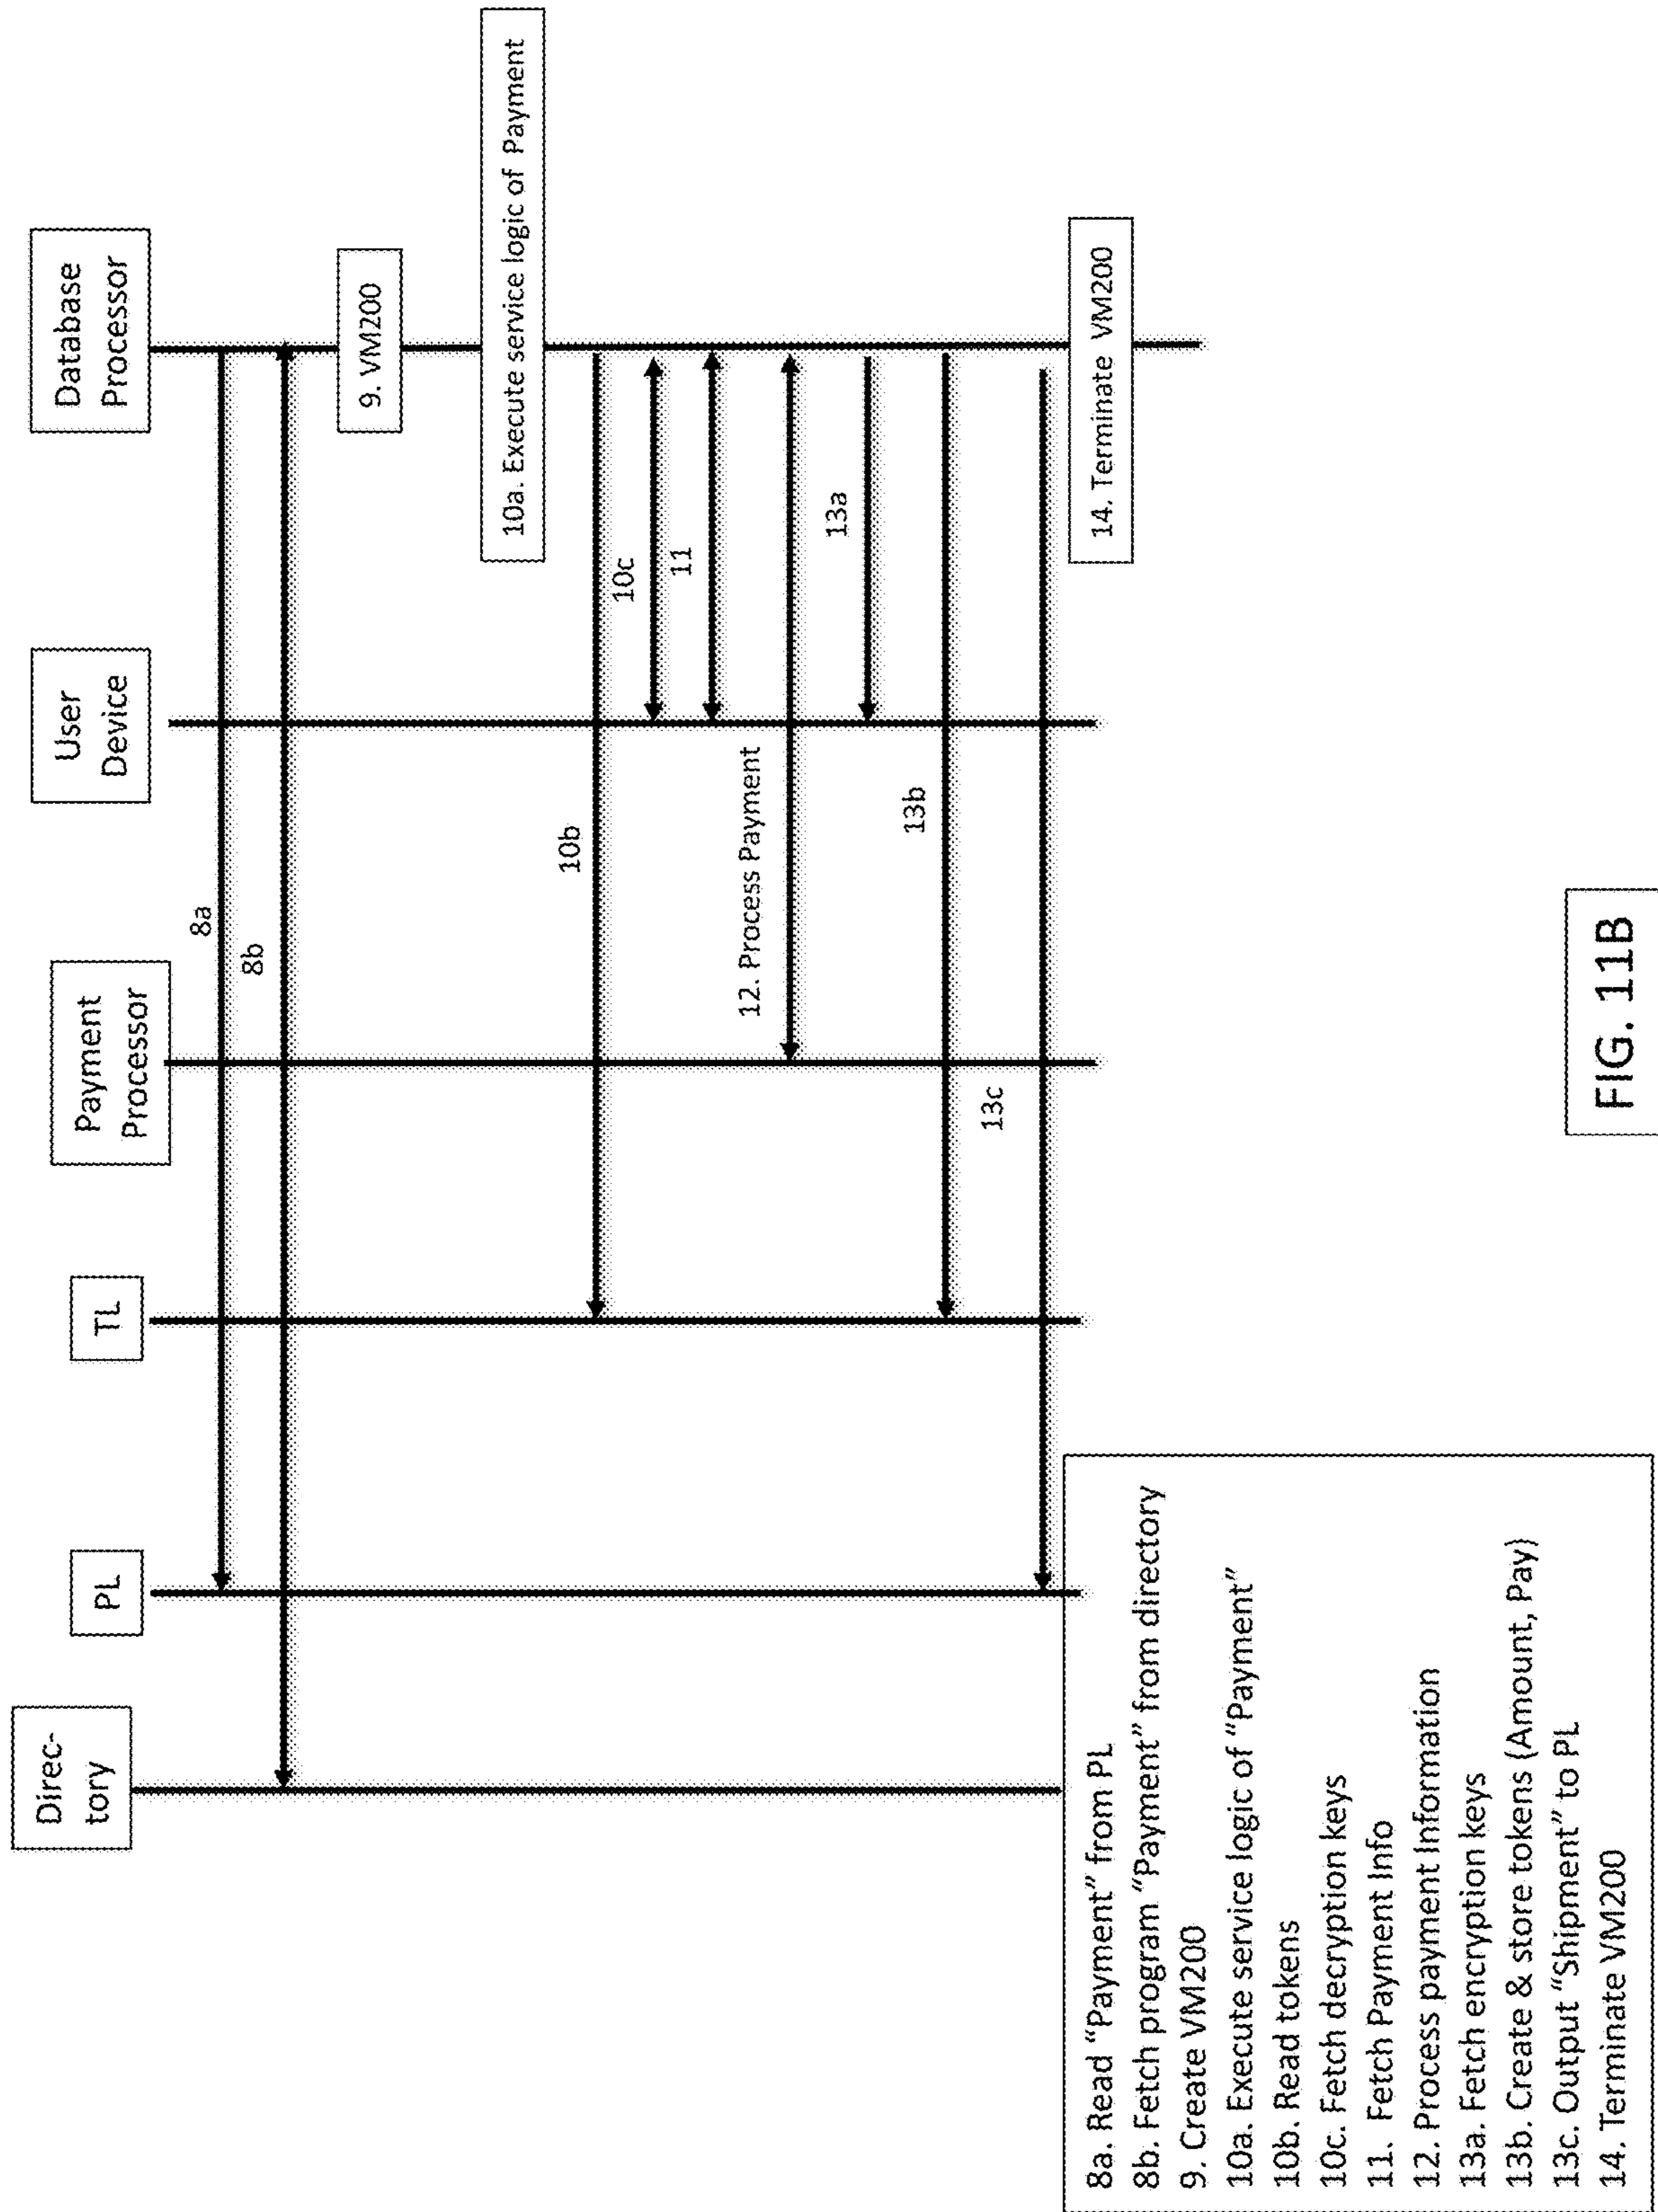 Direc-
tory
PL
TL
Payment
Processor
User
Device
Database
Processor
8a
8b
9. VM200
10a. Execute service logic of Payment
10b
10c
11
12. Process Payment
13a
13b
13c
14. Terminate VM200
8a. Read “Payment” from PL
8b. Fetch program “Payment” from directory
9. Create VM200
10a. Execute service logic of “Payment”
10b. Read tokens
10c. Fetch decryption keys
11. Fetch Payment Info
12. Process payment Information
13a. Fetch encryption keys
13b. Create & store tokens (Amount, Pay)
13c. Output “Shipment” to PL
14. Terminate VM200
FIG. 11B